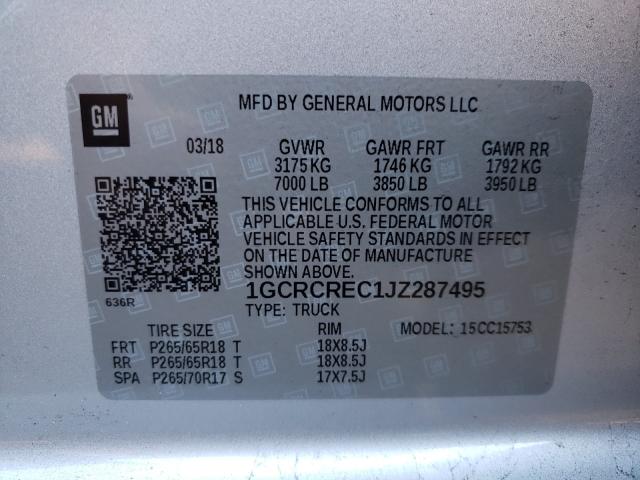 GM
MFD BY GENERAL MOTORS LLC
03/18 GVWR GAWR FRT GAWR RR
3175 KG 1746 KG 1792 KG
7000 LB 3850 LB 3950 LB
THIS VEHICLE CONFORMS TO ALL
APPLICABLE U.S. FEDERAL MOTOR
VEHICLE SAFETY STANDARDS IN EFFECT
ON THE DATE OF MANUFACTURE
SHOWN ABOVE.
636R
1GCRCREC1JZ287495
TYPE: TRUCK
TIRE SIZE RIM MODEL: 15CC15753
FRT P265/65R18 T 18X8.5J
RR P265/65R18 T 18X8.5J
SPA P265/70R17 S 17X7.5J